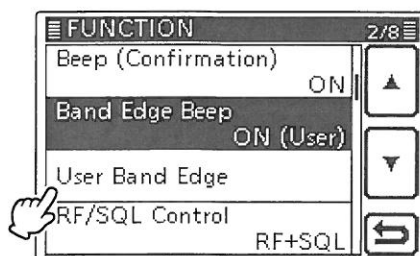 FUNCTION 2/8
Beep (Confirmation)
ON
Band Edge Beep
ON (User)
User Band Edge
RF/SQL Control
RF+SQL